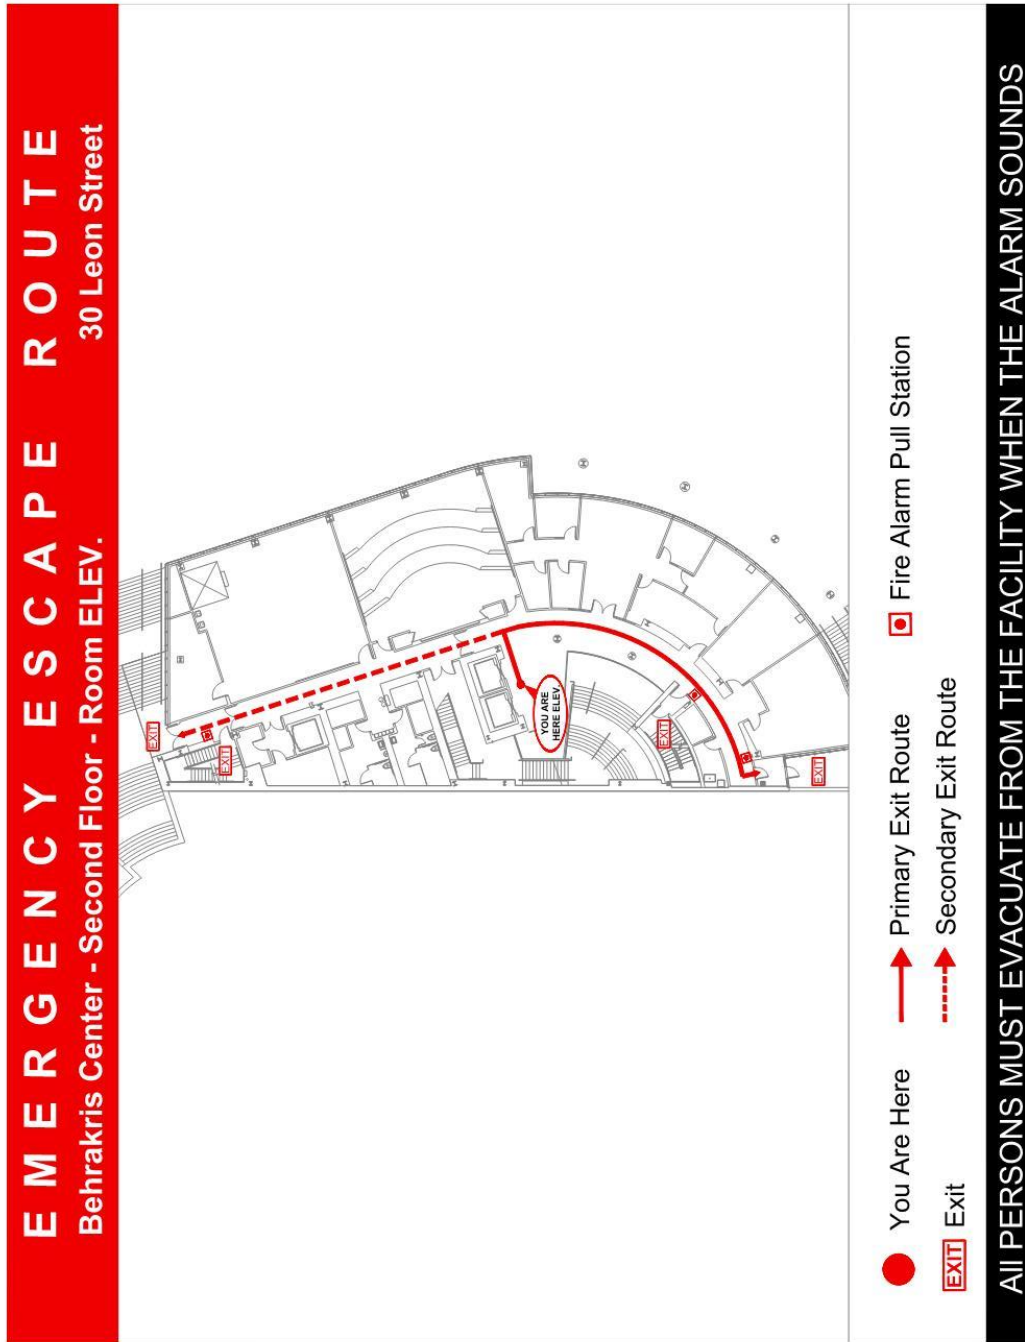 EMERGENCY ESCAPE ROUTE
Behrakris Center - Second Floor - Room ELEV.
30 Leon Street
EXIT
EXIT
YOU ARE
HERE ELEV.
EXIT
EXIT
You Are Here
Primary Exit Route
Fire Alarm Pull Station
EXIT Exit
Secondary Exit Route
All PERSONS MUST EVACUATE FROM THE FACILITY WHEN THE ALARM SOUNDS